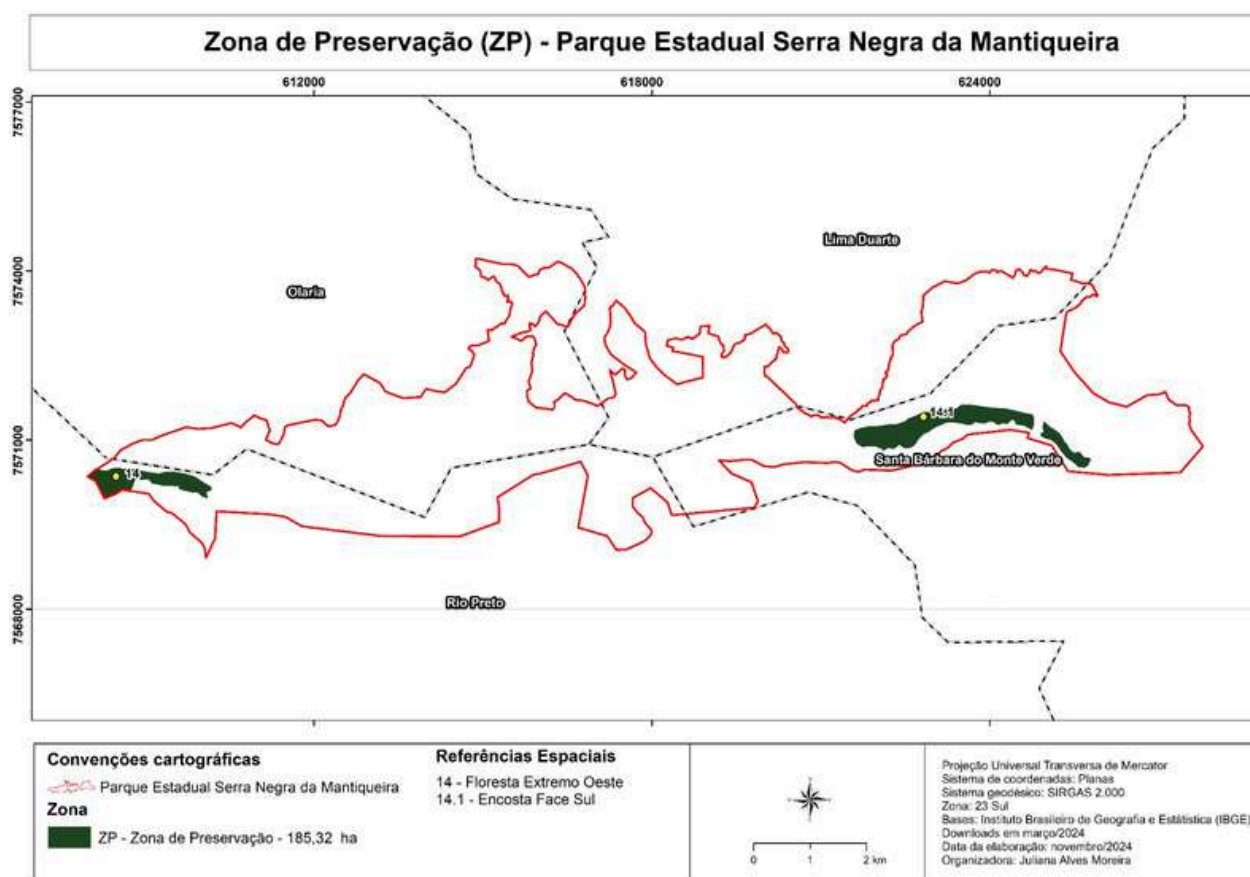 Zona de Preservação (ZP) - Parque Estadual Serra Negra da Mantiqueira
612000
618000
624000
7577000
7574000
7571000
7568000
Lima Duarte
Olaria
14.1
14
Santa Bárbara do Monte Verde
Rio Preto
Convenções cartográficas
Parque Estadual Serra Negra da Mantiqueira
Zona
ZP - Zona de Preservação - 185,32 ha
Referências Espaciais
14 - Floresta Extremo Oeste
14.1 - Encosta Face Sul
0 1 2 km
Projeção Universal Transversa de Mercator
Sistema de coordenadas: Planas
Sistema geodésico: SIRGAS 2.000
Zona: 23 Sul
Bases: Instituto Brasileiro de Geografia e Estátistica (IBGE)
Downloads em março/2024
Data da elaboração: novembro/2024
Organizadora: Juliana Alves Moreira